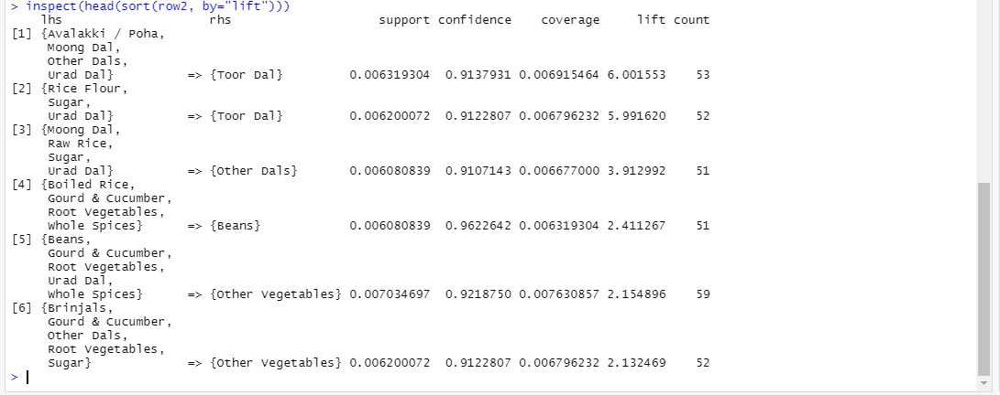 > inspect(head(sort(row2, by="lift")))
lhs rhs support confidence coverage lift count
[1] {Avalakki / Poha,
Moong Dal,
Other Dals,
Urad Dal} => {Toor Dal} 0.006319304 0.9137931 0.006915464 6.001553 53
[2] {Rice Flour,
Sugar,
Urad Dal} => {Toor Dal} 0.006200072 0.9122807 0.006796232 5.991620 52
[3] {Moong Dal,
Raw Rice,
Sugar,
Urad Dal} => {Other Dals} 0.006080839 0.9107143 0.006677000 3.912992 51
[4] {Boiled Rice,
Gourd & Cucumber,
Root Vegetables,
Whole Spices} => {Beans} 0.006080839 0.9622642 0.006319304 2.411267 51
[5] {Beans,
Gourd & Cucumber,
Root Vegetables,
Urad Dal,
Whole Spices} => {Other Vegetables} 0.007034697 0.9218750 0.007630857 2.154896 59
[6] {Brinjals,
Gourd & Cucumber,
Other Dals,
Root Vegetables,
Sugar} => {Other Vegetables} 0.006200072 0.9122807 0.006796232 2.132469 52
>